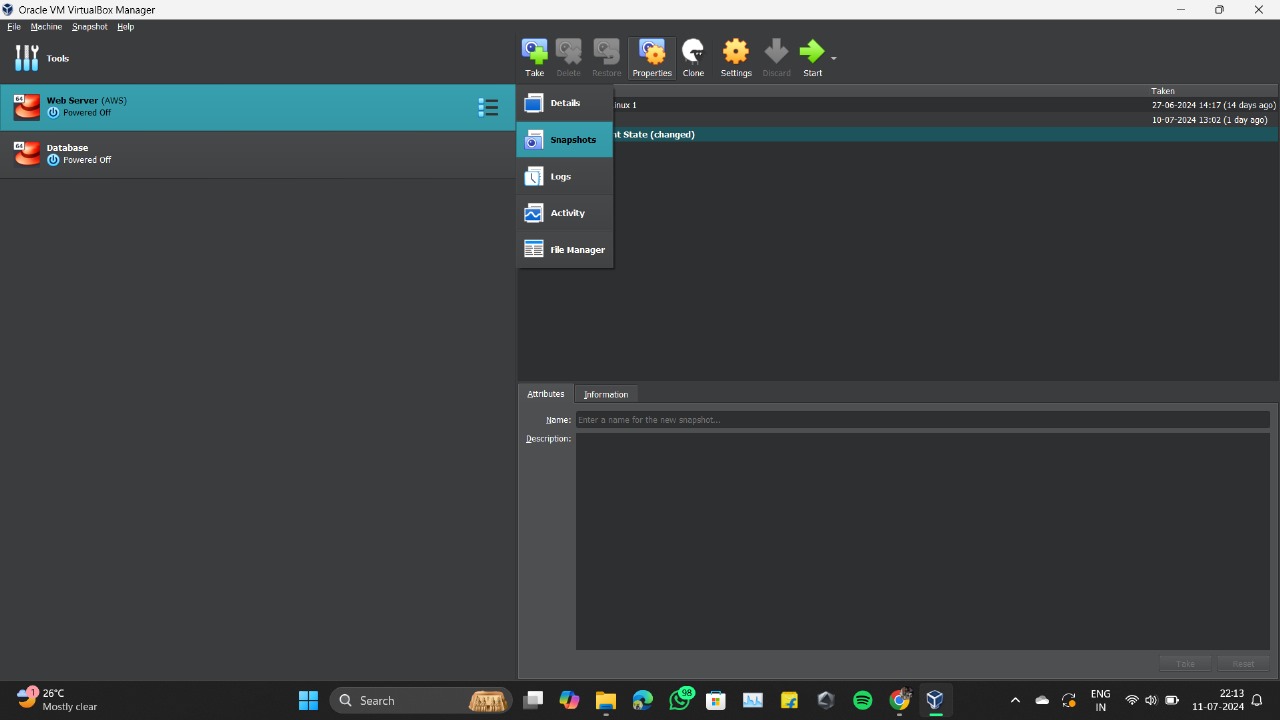 Oracle VM VirtualBox Manager
File Machine Snapshot Help
Tools
Take Delete Restore Properties Clone Settings Discard Start
64 Web Server (AWS)
Powered Off
64 Database
Powered Off
Details
Snapshots
Logs
Activity
File Manager
Taken
inux 1 27-06-2024 14:17 (14 days ago)
10-07-2024 13:02 (1 day ago)
nt State (changed)
Attributes Information
Name: Enter a name for the new snapshot...
Description:
Take Reset
1 26°C
Mostly clear
Search
98
ENG
IN
22:13
11-07-2024